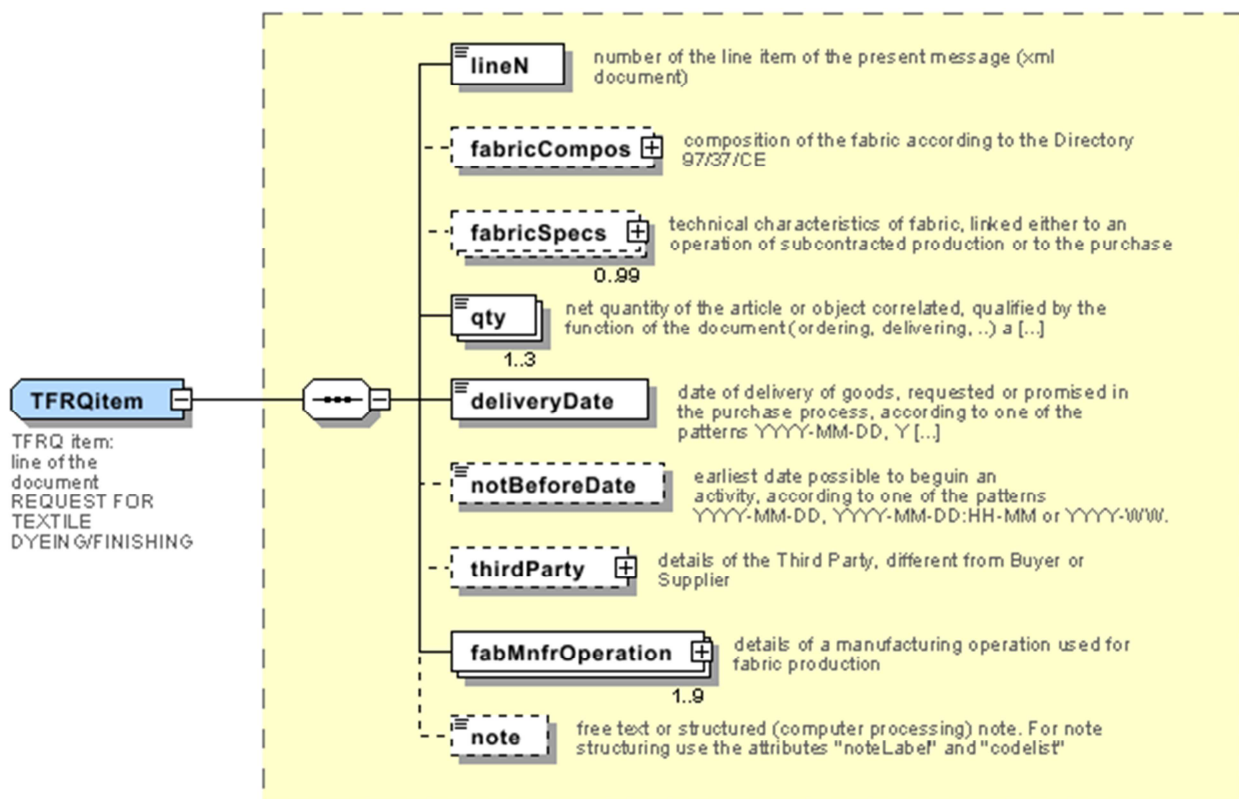 lineN
number of the line item of the present message (xml
document)
fabricCompos
composition of the fabric according to the Directory
97/37/CE
fabricSpecs
technical characteristics of fabric, linked either to an
operation of subcontracted production or to the purchase
0..99
qty
net quantity of the article or object correlated, qualified by the
function of the document (ordering, delivering, ..) a [...]
1..3
TFRQitem
TFRQ item:
line of the
document
REQUEST FOR
TEXTILE
DYEING/FINISHING
deliveryDate
date of delivery of goods, requested or promised in
the purchase process, according to one of the
patterns YYYY-MM-DD, Y [...]
notBeforeDate
earliest date possible to beguin an
activity, according to one of the patterns
YYYY-MM-DD, YYYY-MM-DD:HH-MM or YYYY-WW.
thirdParty
details of the Third Party, different from Buyer or
Supplier
fabMnfrOperation
details of a manufacturing operation used for
fabric production
1..9
note
free text or structured (computer processing) note. For note
structuring use the attributes "noteLabel" and "codelist"